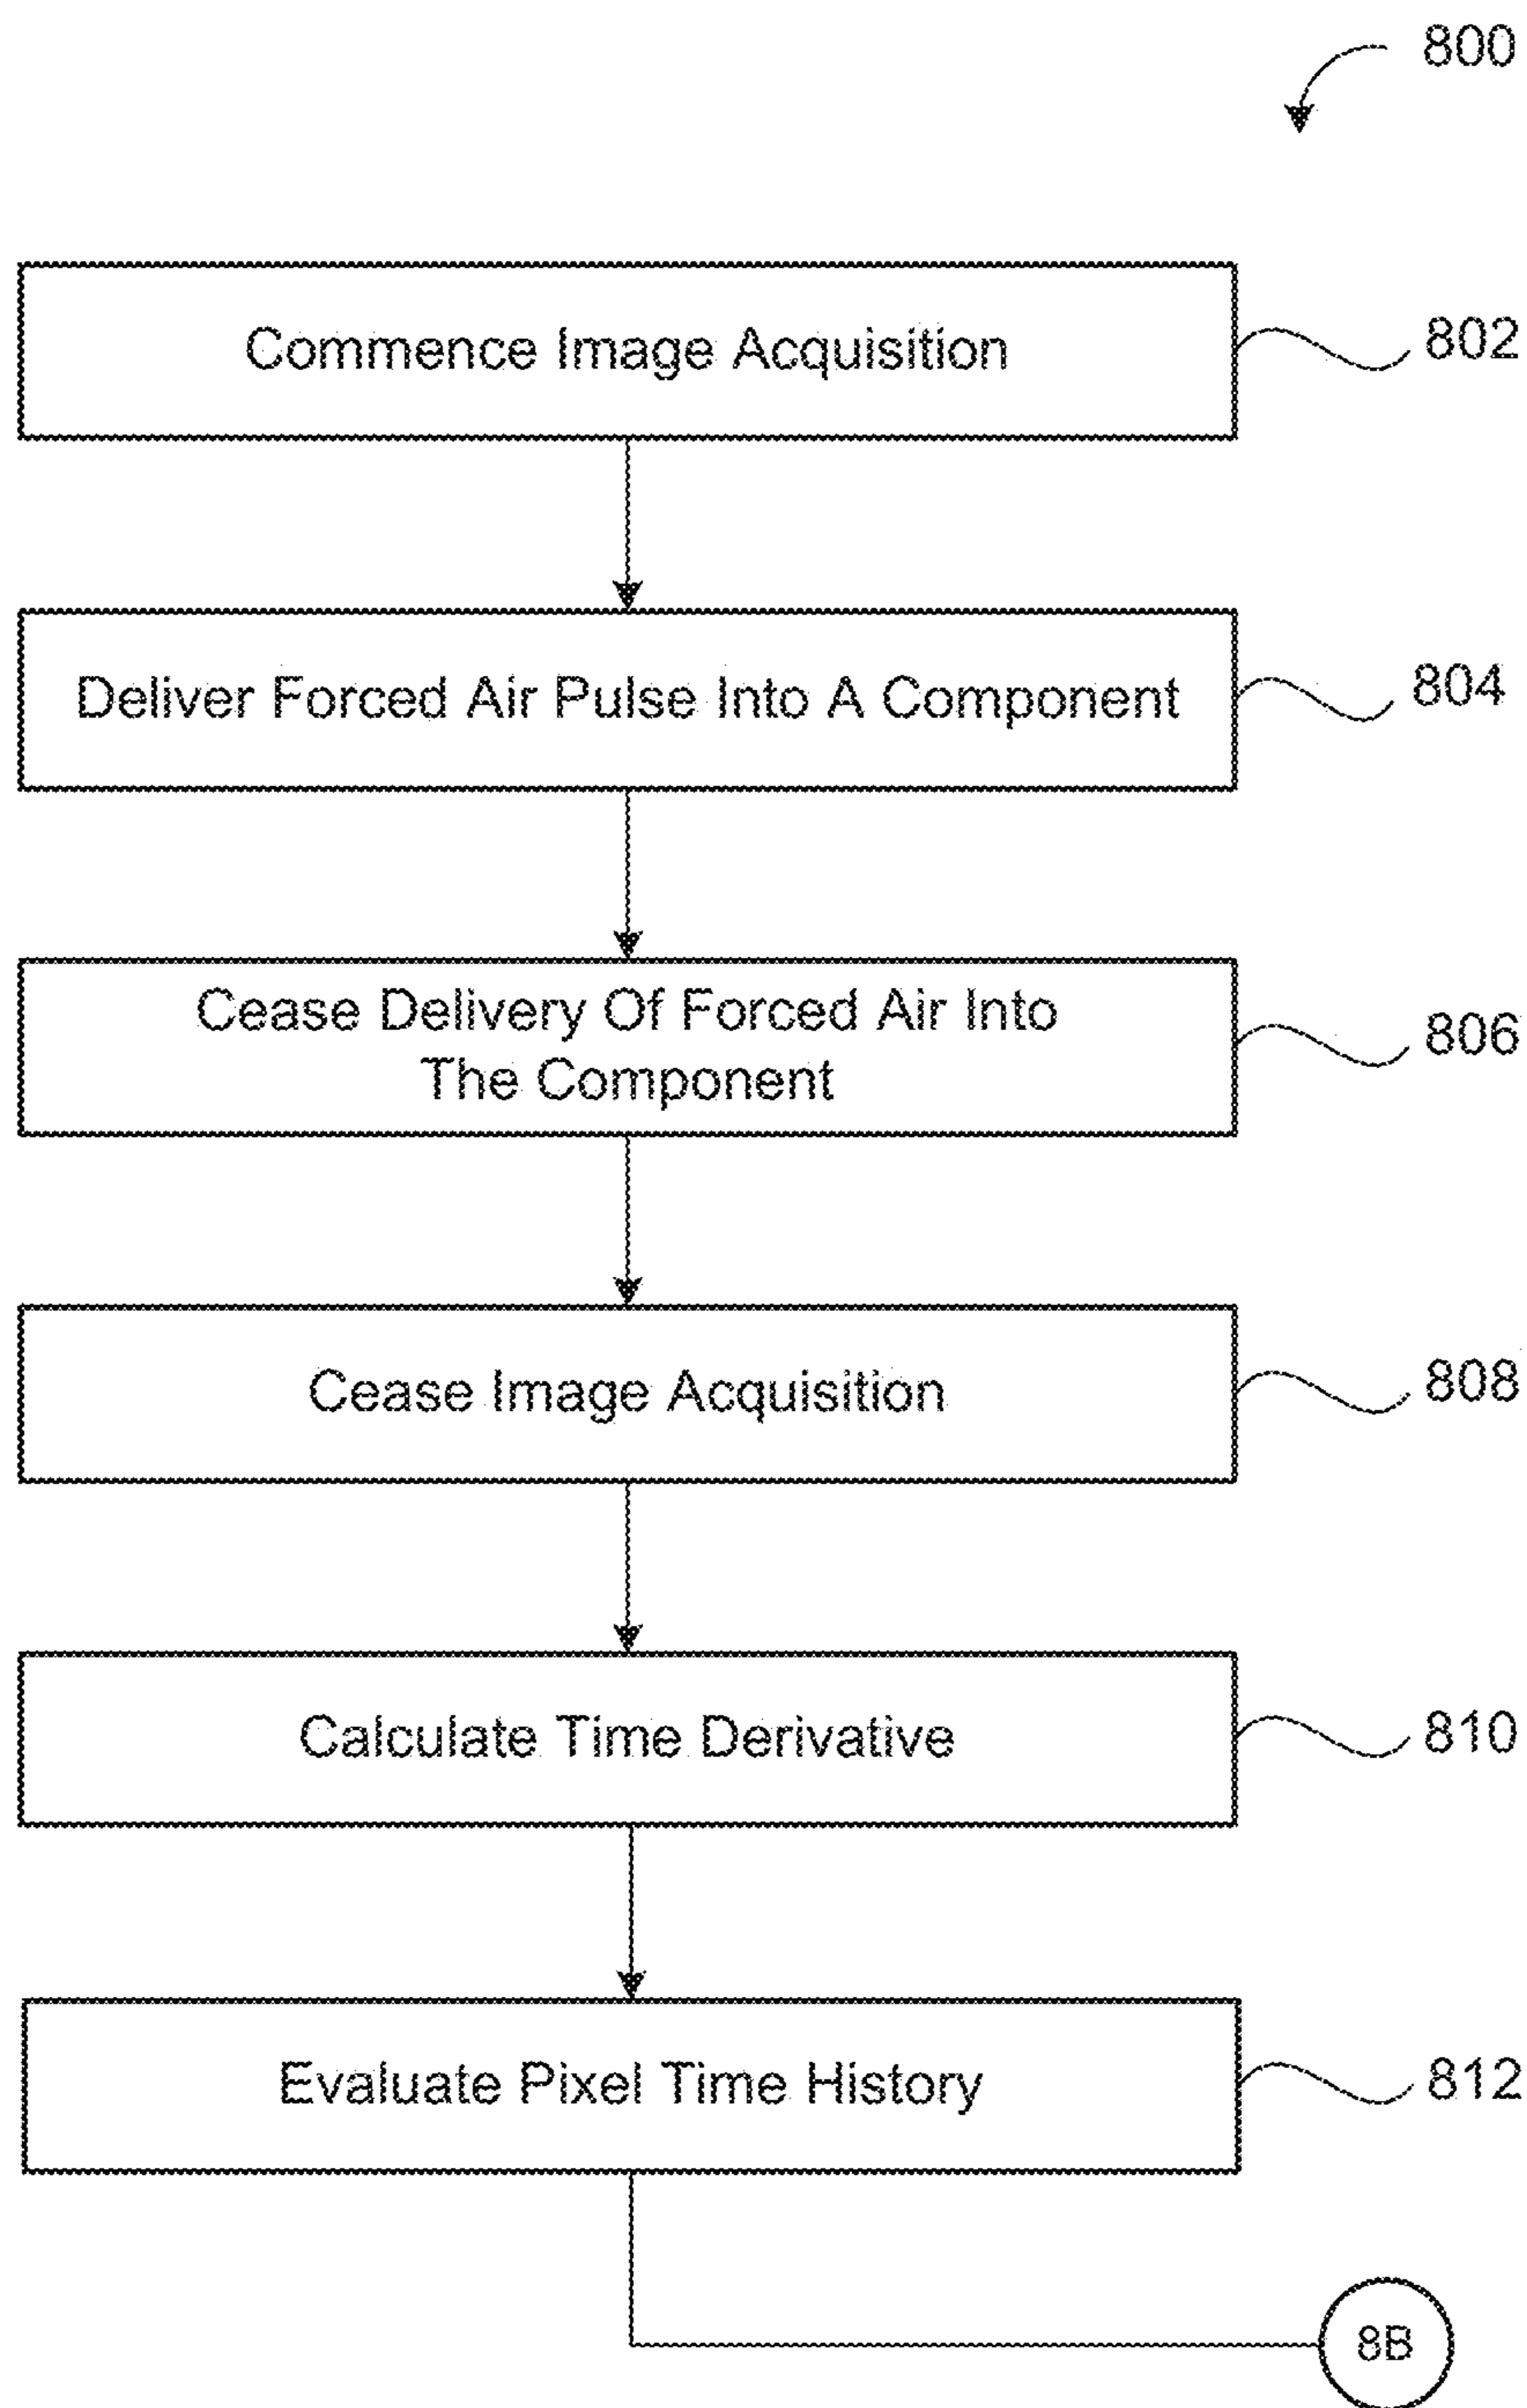 800
Commence Image Acquisition
802
Deliver Forced Air Pulse Into A Component
804
Cease Delivery Of Forced Air Into
The Component
806
Cease Image Acquisition
808
Calculate Time Derivative
810
Evaluate Pixel Time History
812
8B